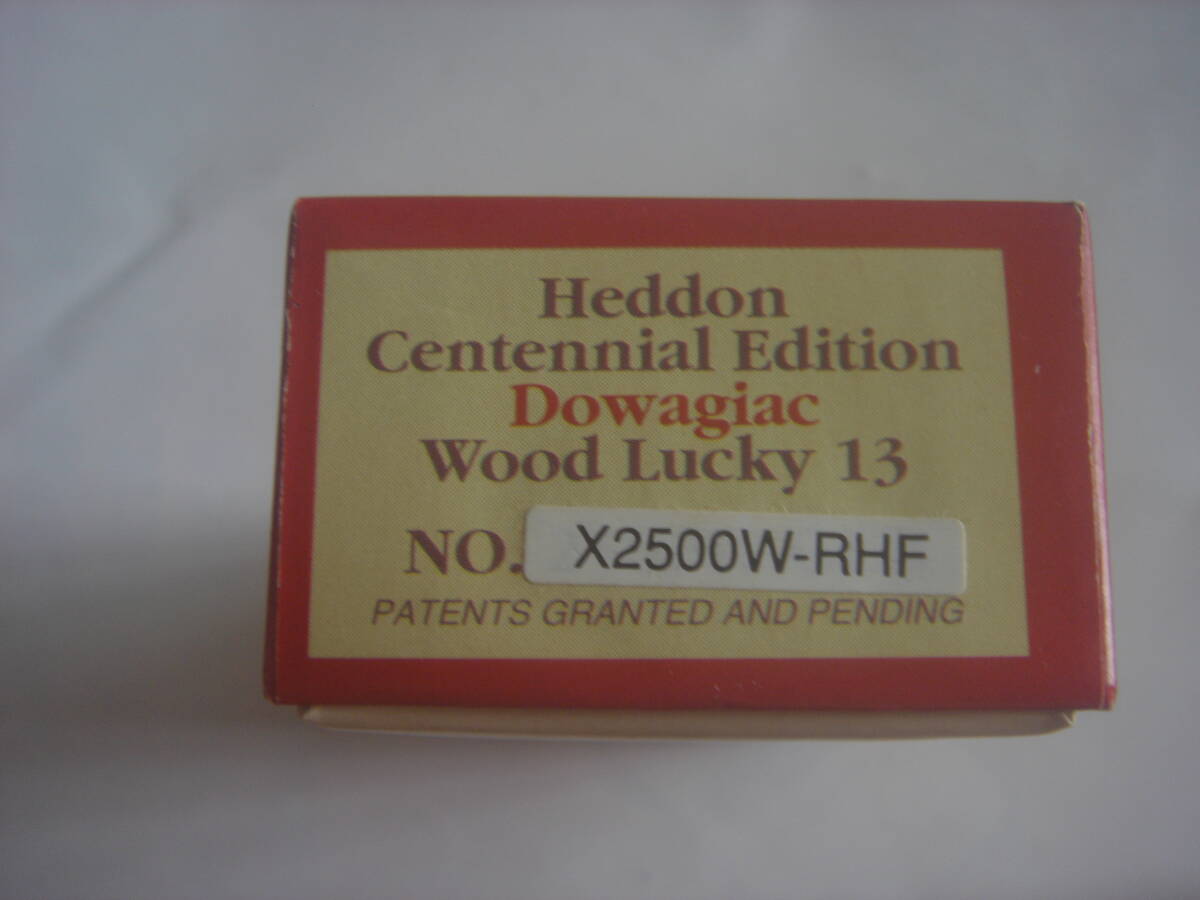 Heddon
Centennial Edition
Dowagiac
Wood Lucky 13
NO. X2500W-RHF
PATENTS GRANTED AND PENDING